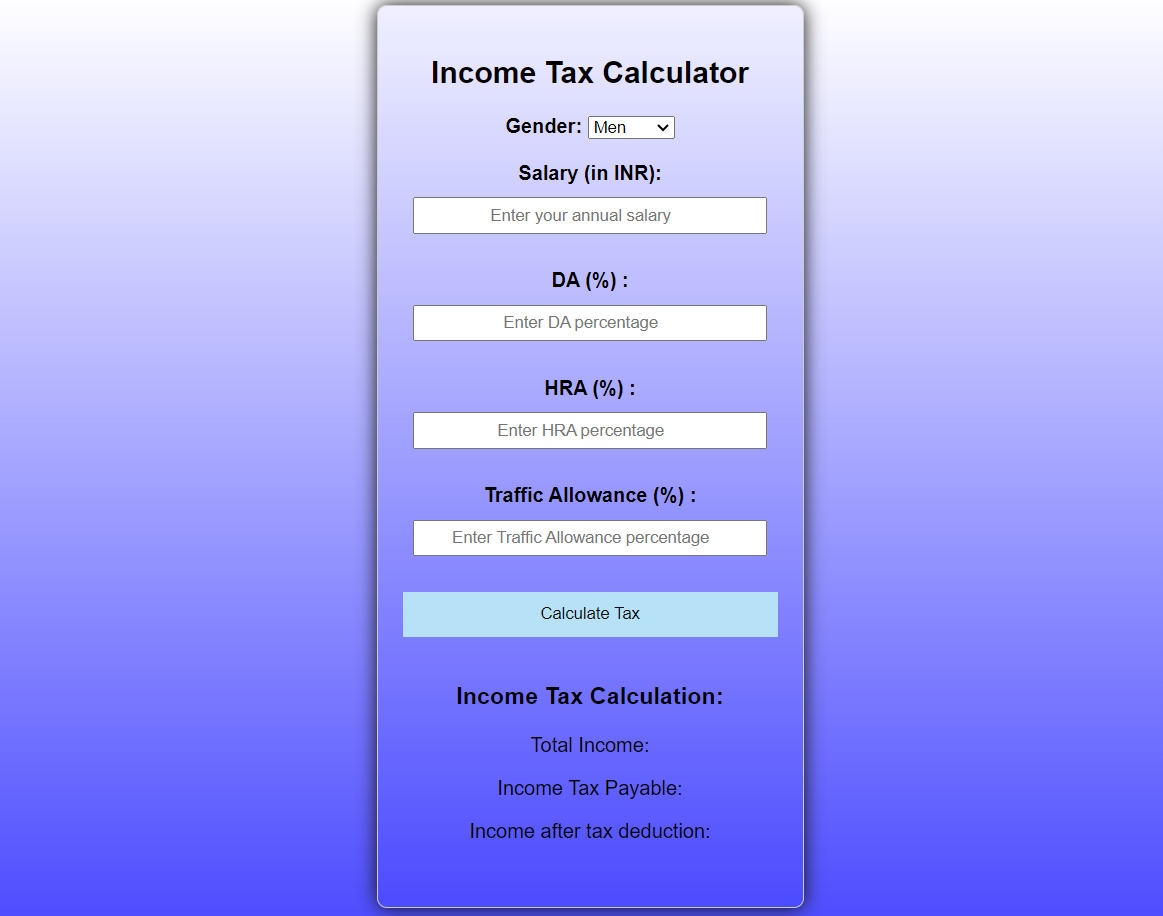 Income Tax Calculator
Gender: Men
Salary (in INR):
Enter your annual salary
DA (%) :
Enter DA percentage
HRA (%) :
Enter HRA percentage
Traffic Allowance (%) :
Enter Traffic Allowance percentage
Calculate Tax
Income Tax Calculation:
Total Income:
Income Tax Payable:
Income after tax deduction: